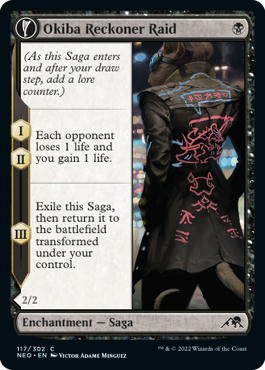 Okiba Reckoner Raid
(As this Saga enters
and after your draw
step, add a lore
counter.)
I
II
Each opponent
loses 1 life and
you gain 1 life.
III
Exile this Saga,
then return it to
the battlefield
transformed
under your
control.
2/2
Enchantment — Saga
117/302 C
NEO • EN Victor Adame Minguez
™ & © 2022 Wizards of the Coast